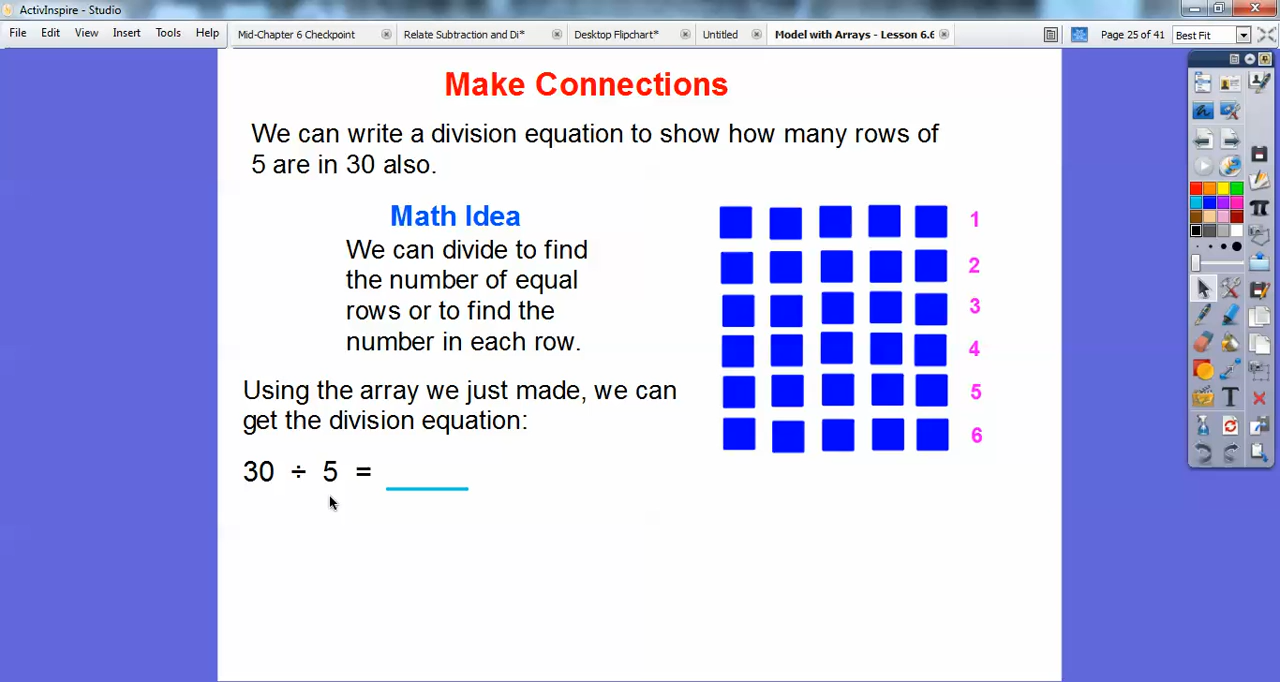 ActivInspire - Studio
File Edit View Insert Tools Help
Mid-Chapter 6 Checkpoint Relate Subtraction and Di* Desktop Flipchart* Untitled Model with Arrays - Lesson 6.6
Page 25 of 41 Best Fit
Make Connections
We can write a division equation to show how many rows of
5 are in 30 also.
Math Idea
We can divide to find
the number of equal
rows or to find the
number in each row.
Using the array we just made, we can
get the division equation:
30 ÷ 5 = _____
1
2
3
4
5
6